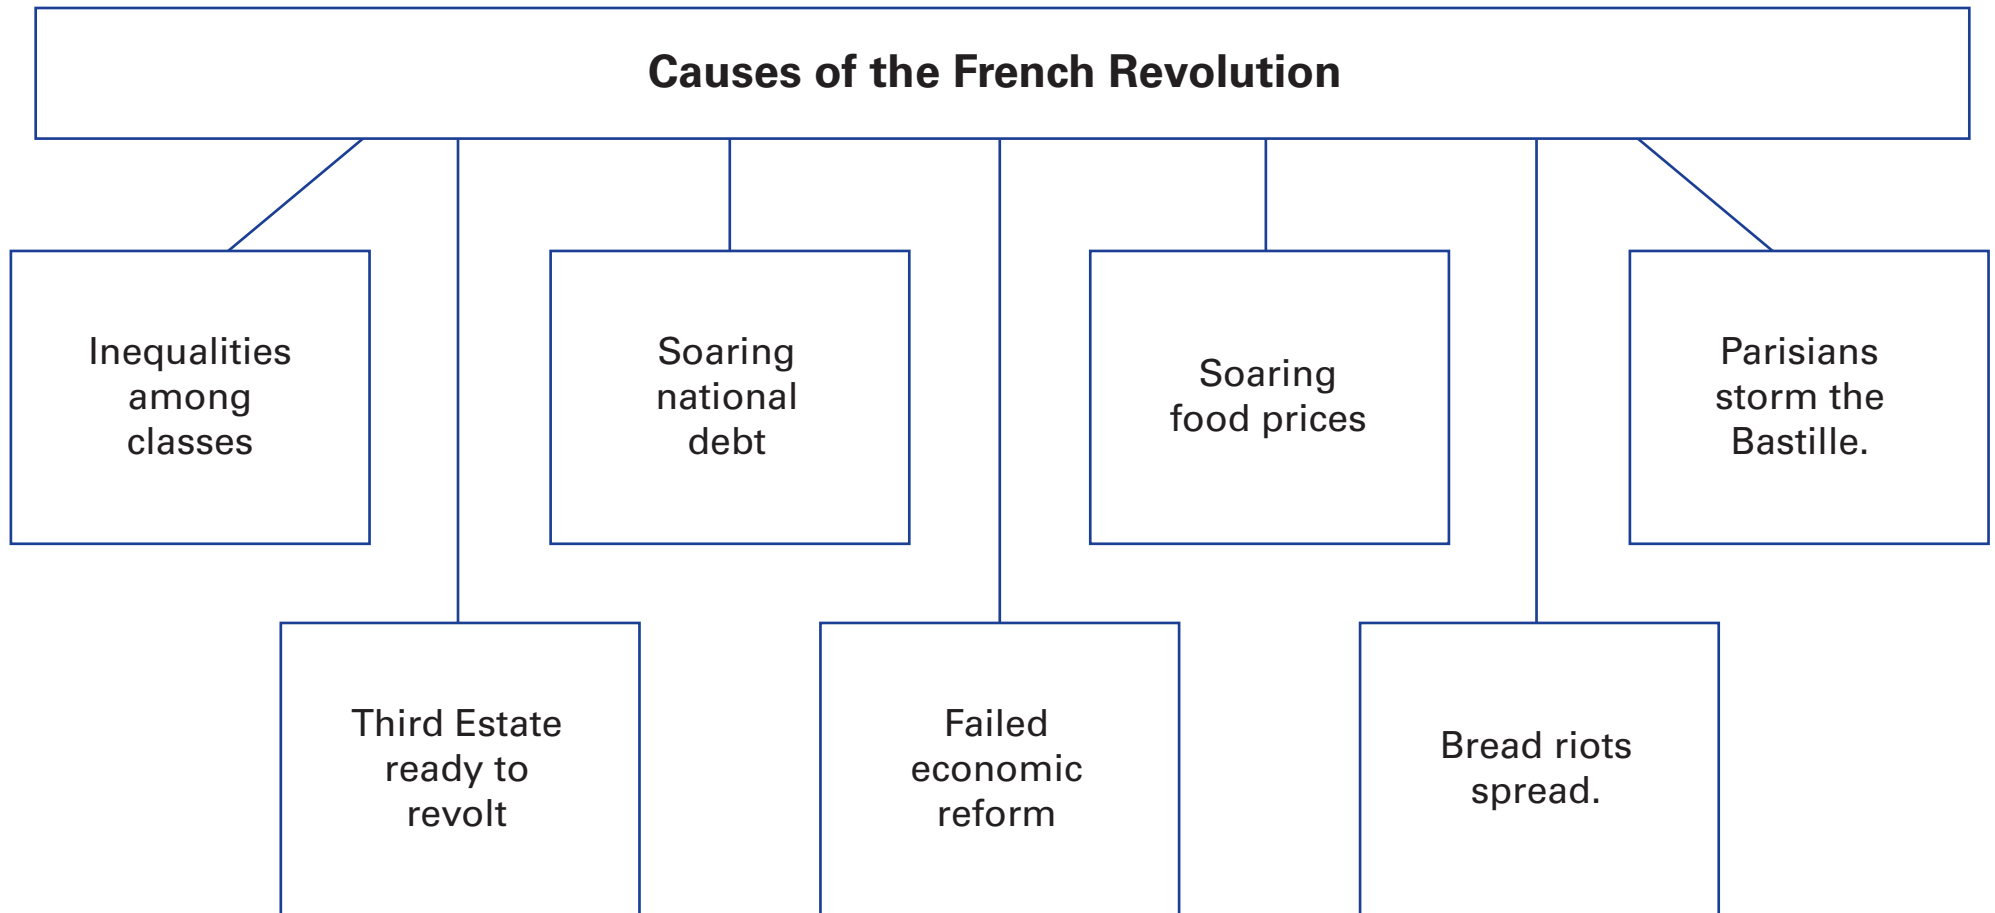 Causes of the French Revolution
Inequalities
among
classes
Soaring
national
debt
Soaring
food prices
Parisians
storm the
Bastille.
Third Estate
ready to
revolt
Failed
economic
reform
Bread riots
spread.